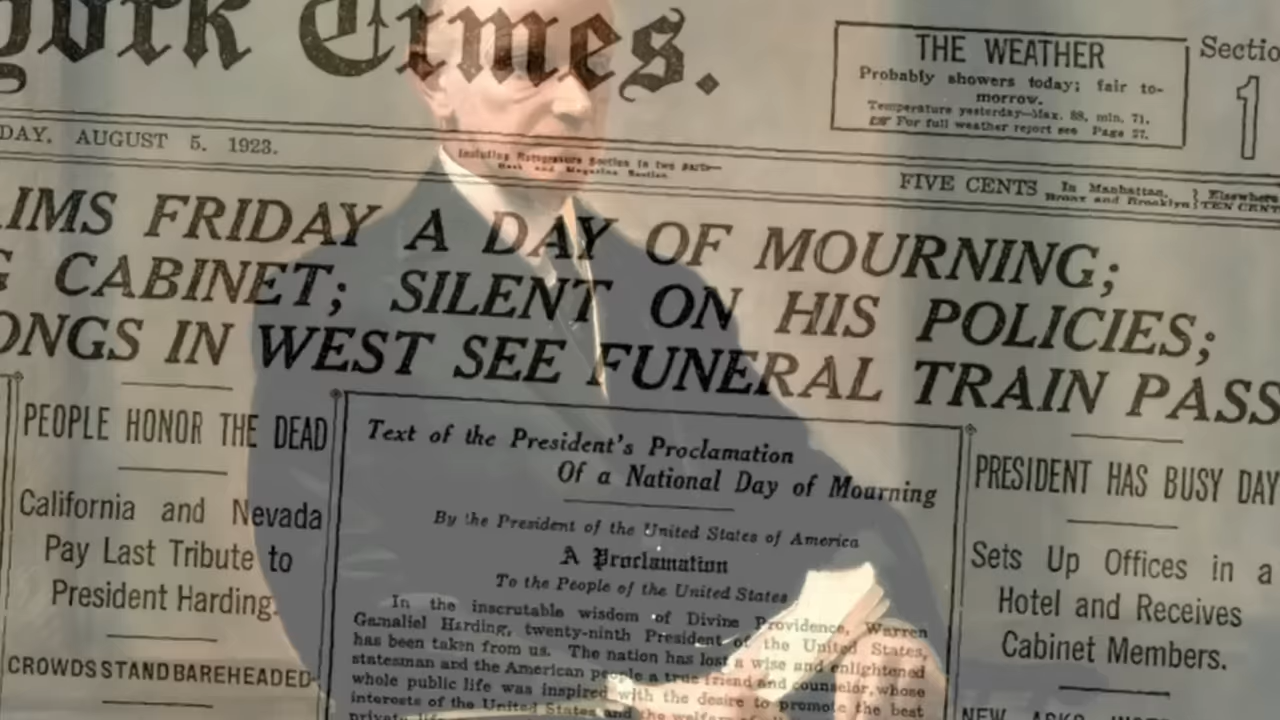 york Times.
THE WEATHER
Probably showers today; fair to-
morrow.
Temperature yesterday—Max. 88, min. 71.
For full weather report see Page 27.
Sectio
1
DAY, AUGUST 5, 1923.
Including Rotogravure Section in two parts—
Book and Magazine Section.
FIVE CENTS
In Manhattan,
Bronx and Brooklyn
Elsewhere
TEN CENT
IMS FRIDAY A DAY OF MOURNING;
G CABINET; SILENT ON HIS POLICIES;
ONGS IN WEST SEE FUNERAL TRAIN PASS
PEOPLE HONOR THE DEAD
California and Nevada
Pay Last Tribute to
President Harding.
CROWDS STAND BAREHEADED
Text of the President's Proclamation
Of a National Day of Mourning
By the President of the United States of America
A Proclamation
To the People of the United States
In the inscrutable wisdom of Divine Providence, Warren
Gamaliel Harding, twenty-ninth President of the United States,
has been taken from us. The nation has lost a wise and enlightened
statesman and the American people a true friend and counselor, whose
whole public life was inspired with the desire to promote the best
interests of the United States and the welfare of
private life
PRESIDENT HAS BUSY DAY
Sets Up Offices in a
Hotel and Receives
Cabinet Members.